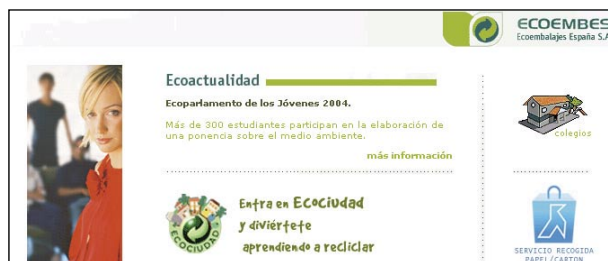 ECOEMBES
Ecoembalajes España S.A
Ecoactualidad
Ecoparlamento de los Jóvenes 2004.
Más de 300 estudiantes participan en la elaboración de
una ponencia sobre el medio ambiente.
más información
colegios
ECOCIUDAD
Entra en Ecociudad
y diviértete
aprendiendo a recliclar
SERVICIO RECOGIDA
PAPEL/CARTON